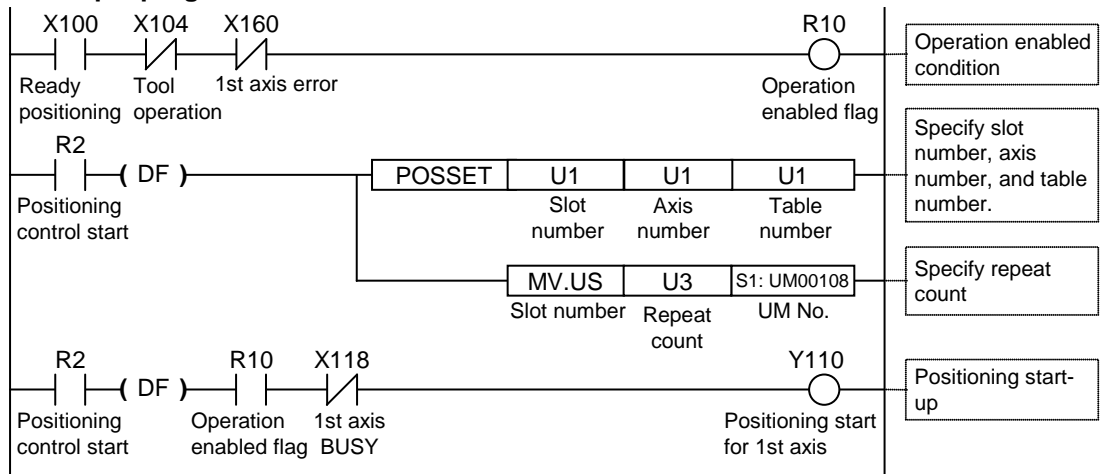 X100 X104 X160 R10
Ready positioning Tool operation 1st axis error Operation enabled flag
Operation enabled condition
R2
( DF ) POSSET U1 U1 U1
Positioning control start Slot number Axis number Table number
Specify slot number, axis number, and table number.
MV.US U3 S1: UM00108
Slot number Repeat count UM No.
Specify repeat count
R2 R10 X118 Y110
( DF )
Positioning control start Operation enabled flag 1st axis BUSY Positioning start for 1st axis
Positioning start-up